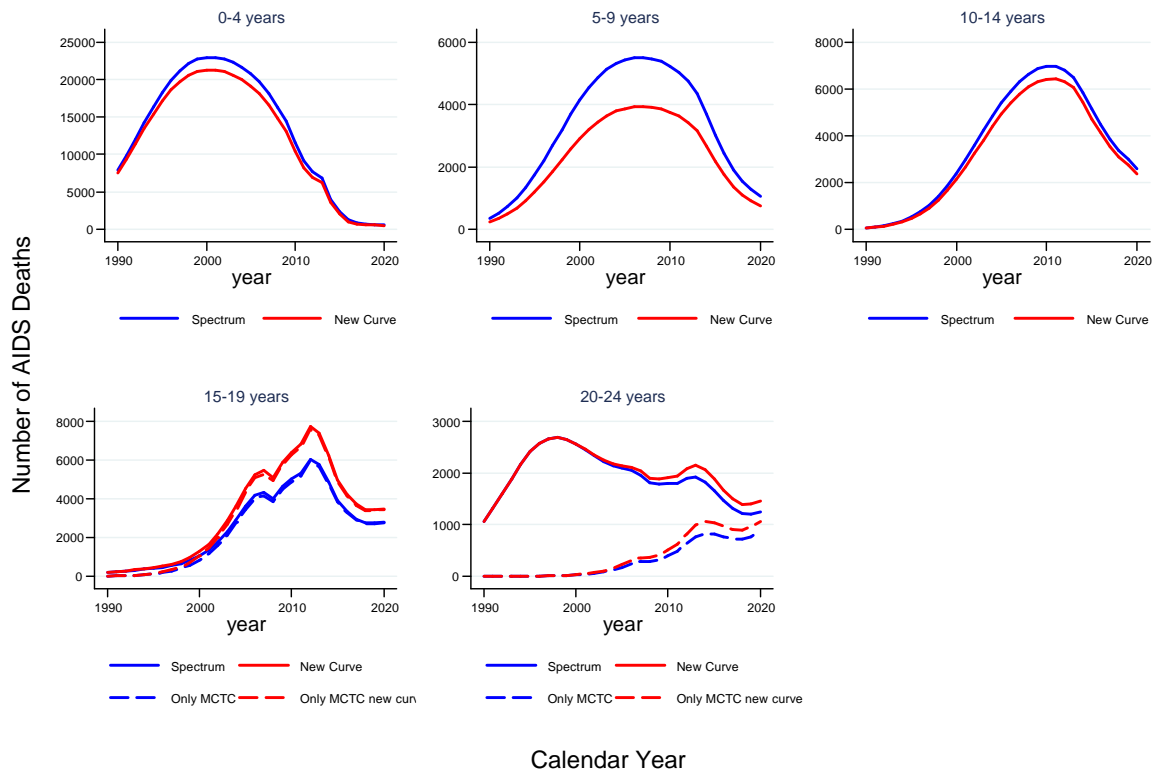 Number of AIDS Deaths
0-4 years
25000
20000
15000
10000
5000
0
1990 2000 2010 2020
year
Spectrum New Curve
5-9 years
6000
4000
2000
0
1990 2000 2010 2020
year
Spectrum New Curve
10-14 years
8000
6000
4000
2000
0
1990 2000 2010 2020
year
Spectrum New Curve
15-19 years
8000
6000
4000
2000
0
1990 2000 2010 2020
year
Spectrum New Curve
Only MCTC Only MCTC new curv
20-24 years
3000
2000
1000
0
1990 2000 2010 2020
year
Spectrum New Curve
Only MCTC Only MCTC new curve
Calendar Year